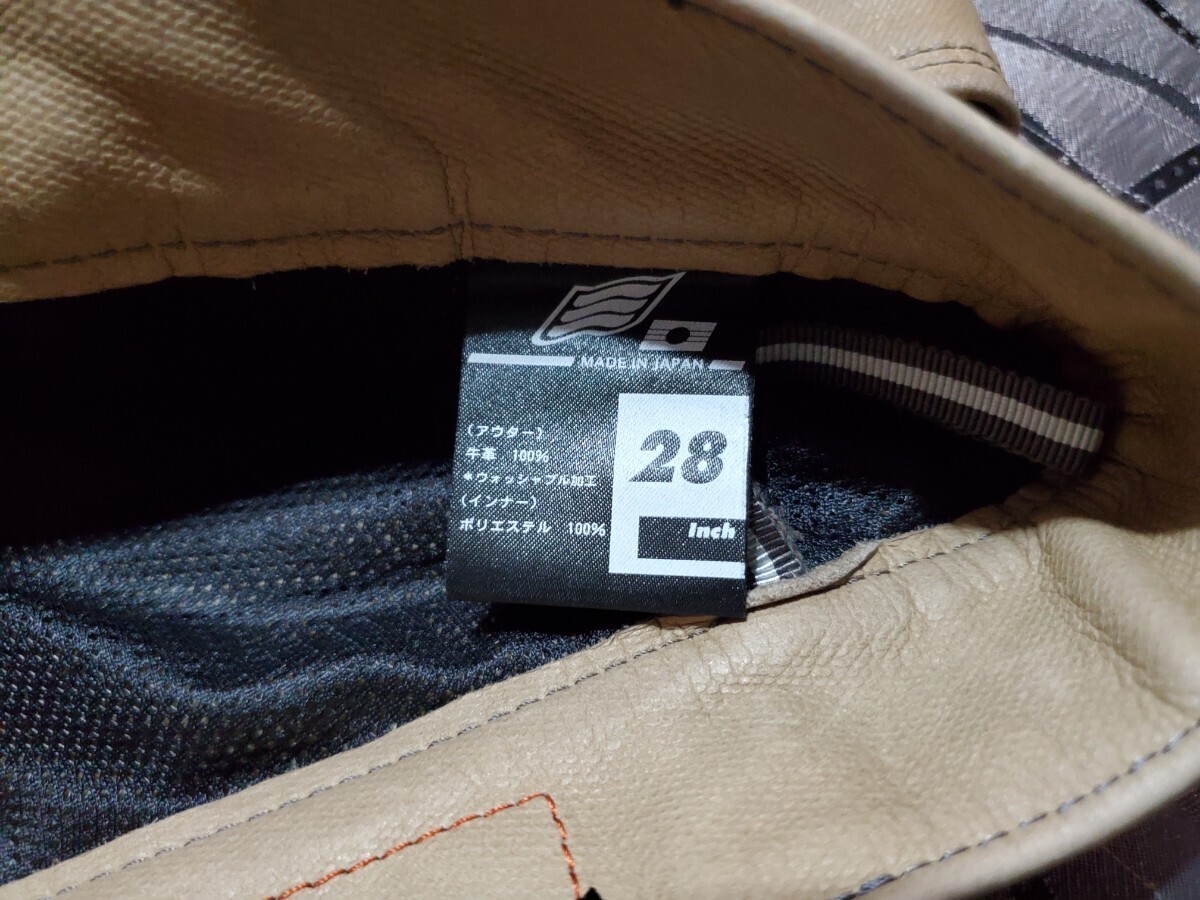 MADE IN JAPAN
(アウター)
牛革 100%
*ウォッシャブル加工
(インナー)
ポリエステル 100%
28
Inch